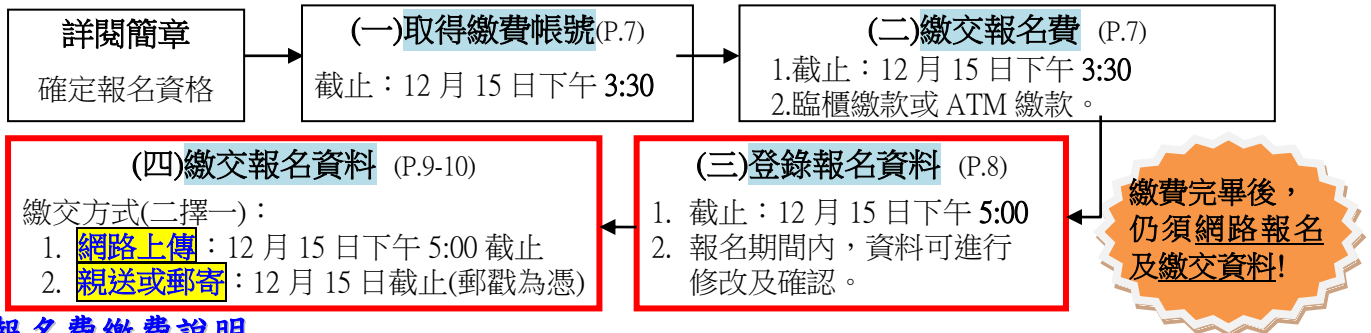 詳閱簡章
確定報名資格
(一)取得繳費帳號(P.7)
截止：12 月 15 日下午 3:30
(二)繳交報名費 (P.7)
1.截止：12 月 15 日下午 3:30
2.臨櫃繳款或 ATM 繳款。
(三)登錄報名資料 (P.8)
1. 截止：12 月 15 日下午 5:00
2. 報名期間內，資料可進行
修改及確認。
繳費完畢後，
仍須網路報名
及繳交資料!
(四)繳交報名資料 (P.9-10)
繳交方式(二擇一)：
1. 網路上傳：12 月 15 日下午 5:00 截止
2. 親送或郵寄：12 月 15 日截止(郵戳為憑)
報名費繳費說明